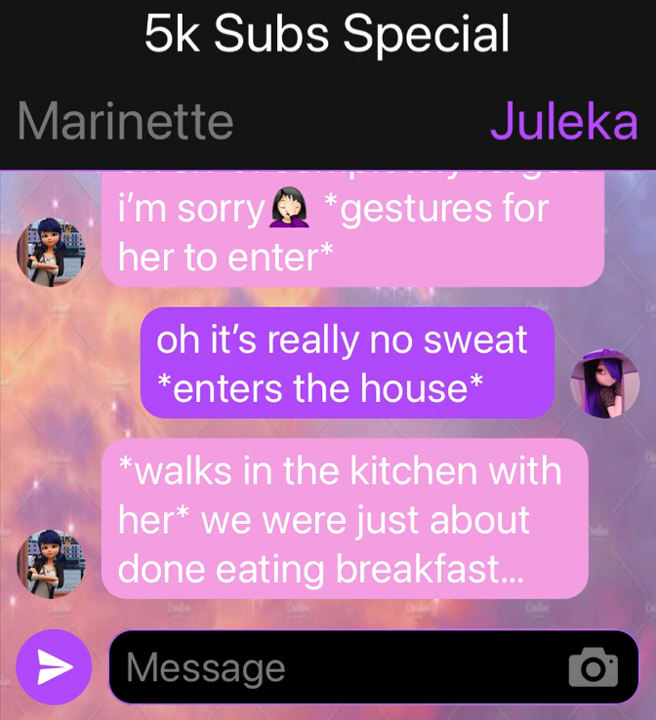 5k Subs Special
Marinette
Juleka
i'm sorry🤦🏻‍♀️ *gestures for
her to enter*
oh it's really no sweat
*enters the house*
*walks in the kitchen with
her* we were just about
done eating breakfast...
Message